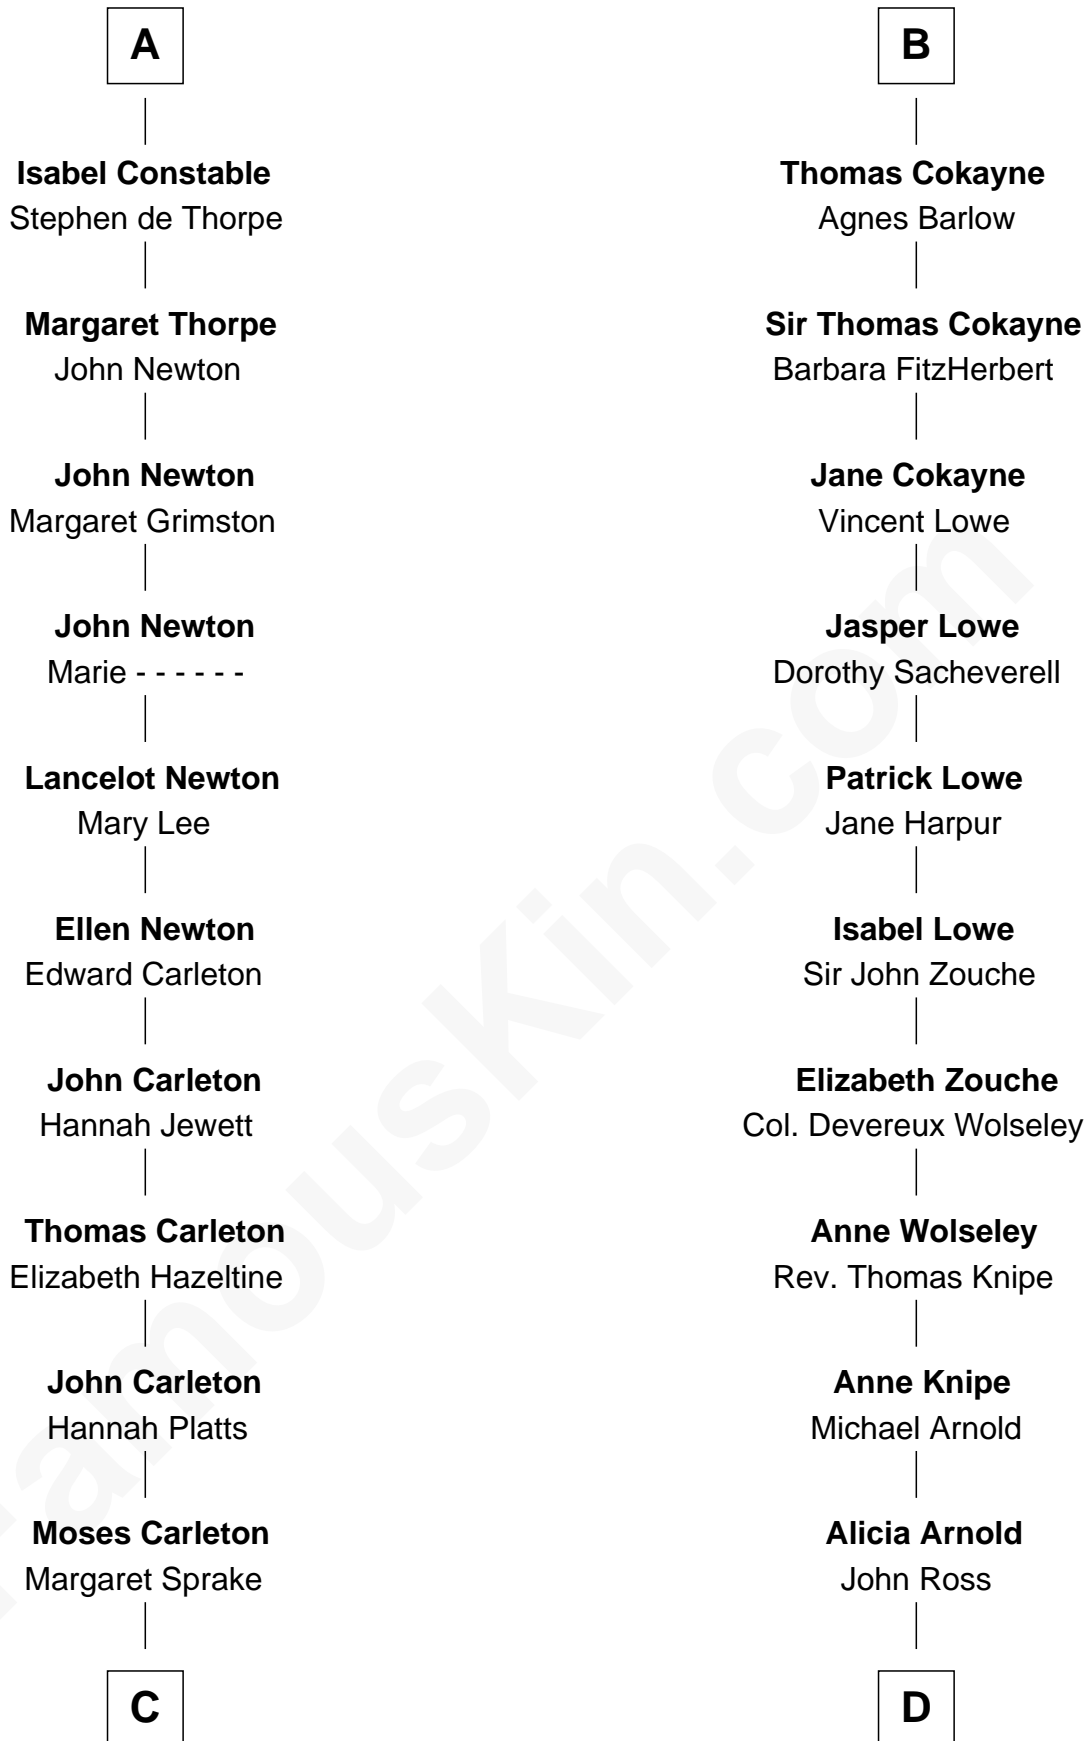 A
Isabel Constable
Stephen de Thorpe
Margaret Thorpe
John Newton
John Newton
Margaret Grimston
John Newton
Marie - - - - - -
Lancelot Newton
Mary Lee
Ellen Newton
Edward Carleton
John Carleton
Hannah Jewett
Thomas Carleton
Elizabeth Hazeltine
John Carleton
Hannah Platts
Moses Carleton
Margaret Sprake
C
B
Thomas Cokayne
Agnes Barlow
Sir Thomas Cokayne
Barbara FitzHerbert
Jane Cokayne
Vincent Lowe
Jasper Lowe
Dorothy Sacheverell
Patrick Lowe
Jane Harpur
Isabel Lowe
Sir John Zouche
Elizabeth Zouche
Col. Devereux Wolseley
Anne Wolseley
Rev. Thomas Knipe
Anne Knipe
Michael Arnold
Alicia Arnold
John Ross
D
FamousKin.com